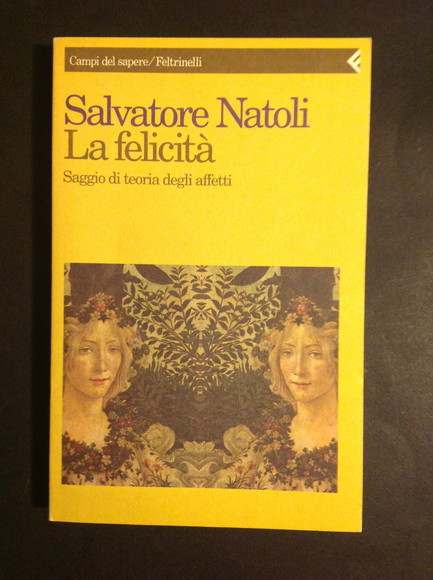 Campi del sapere/Feltrinelli
Salvatore Natoli
La felicità
Saggio di teoria degli affetti